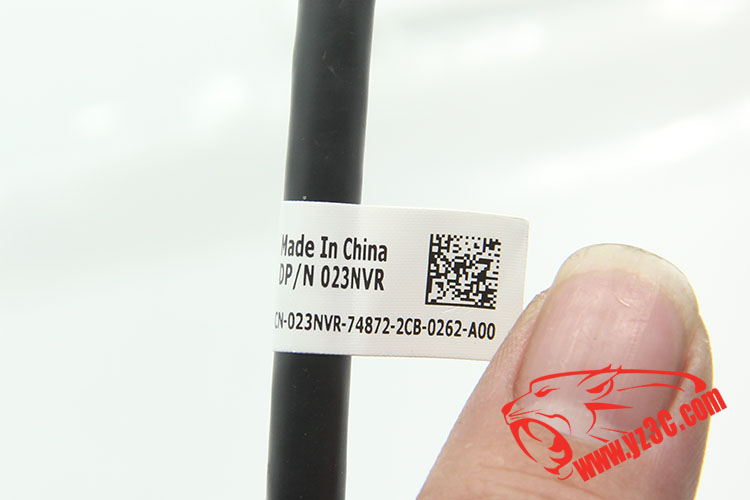 Made In China
DP/N 023NVR
CN-023NVR-74872-2CB-0262-A00
www.yz3c.com